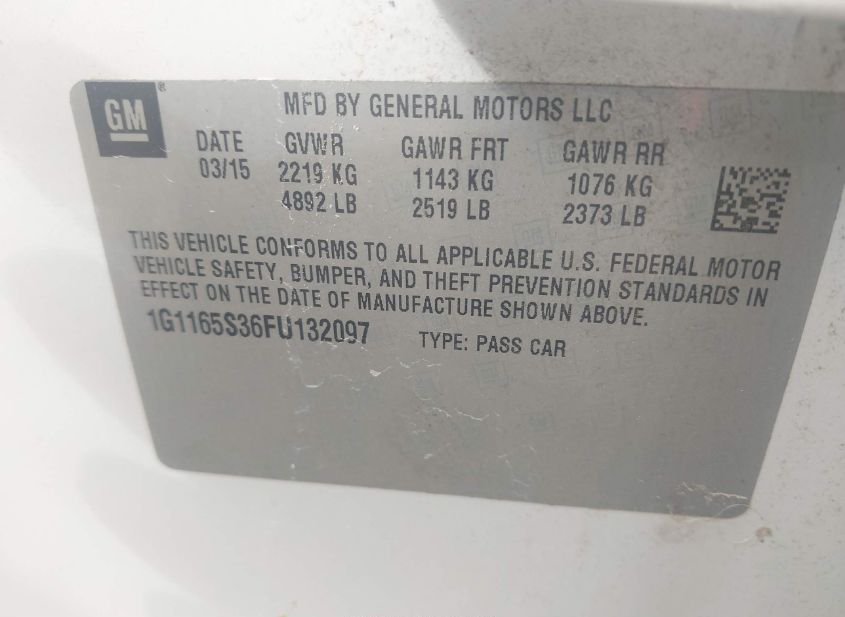 GM ®
MFD BY GENERAL MOTORS LLC
DATE GVWR GAWR FRT GAWR RR
03/15 2219 KG 1143 KG 1076 KG
4892 LB 2519 LB 2373 LB
THIS VEHICLE CONFORMS TO ALL APPLICABLE U.S. FEDERAL MOTOR
VEHICLE SAFETY, BUMPER, AND THEFT PREVENTION STANDARDS IN
EFFECT ON THE DATE OF MANUFACTURE SHOWN ABOVE.
1G1165S36FU132097 TYPE: PASS CAR